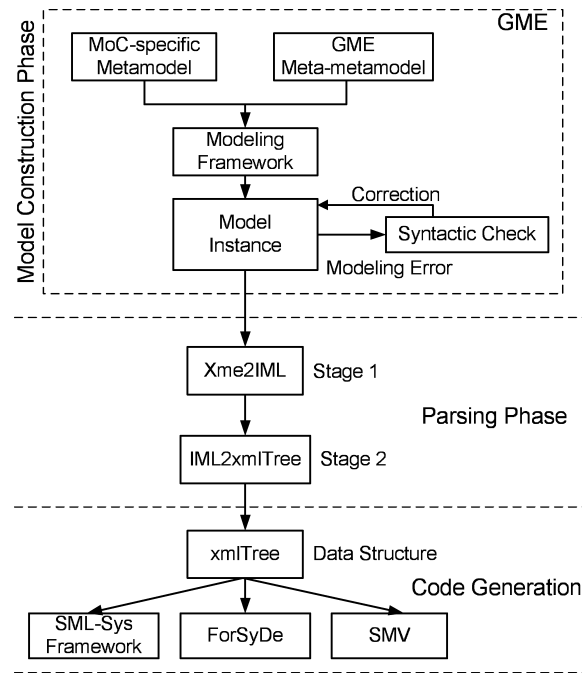 GME
Model Construction Phase
MoC-specific
Metamodel
GME
Meta-metamodel
Modeling
Framework
Correction
Model
Instance
Syntactic Check
Modeling Error
Xme2IML
Stage 1
Parsing Phase
IML2xmlTree
Stage 2
xmlTree
Data Structure
Code Generation
SML-Sys
Framework
ForSyDe
SMV